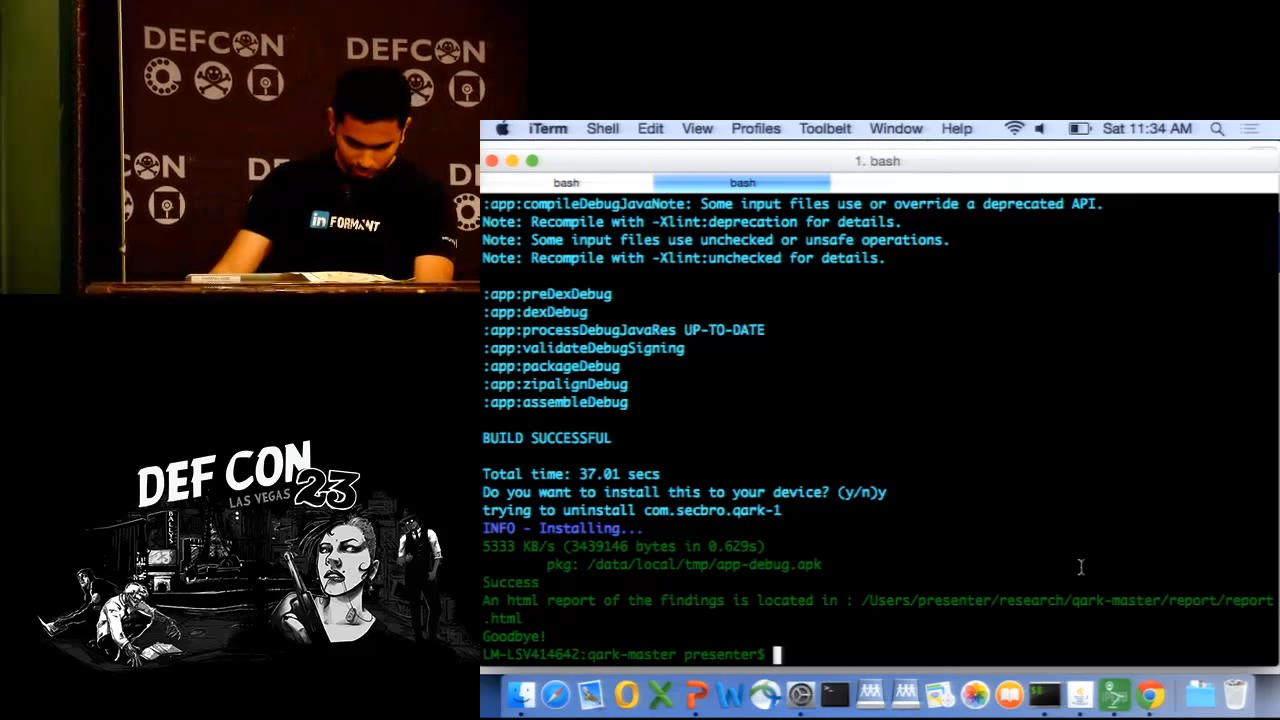 DEFCON
DEFCON
in FORMANT
DEF CON
LAS VEGAS 23
BALLYS
iTerm Shell Edit View Profiles Toolbelt Window Help Sat 11:34 AM
1. bash
bash bash
:app:compileDebugJavaNote: Some input files use or override a deprecated API.
Note: Recompile with -Xlint:deprecation for details.
Note: Some input files use unchecked or unsafe operations.
Note: Recompile with -Xlint:unchecked for details.
:app:preDexDebug
:app:dexDebug
:app:processDebugJavaRes UP-TO-DATE
:app:validateDebugSigning
:app:packageDebug
:app:zipalignDebug
:app:assembleDebug
BUILD SUCCESSFUL
Total time: 37.01 secs
Do you want to install this to your device? (y/n)y
trying to uninstall com.secbro.qark-1
INFO - Installing...
5333 KB/s (3439146 bytes in 0.629s)
pkg: /data/local/tmp/app-debug.apk
Success
An html report of the findings is located in : /Users/presenter/research/qark-master/report/report
.html
Goodbye!
LM-LSV414642:qark-master presenter$